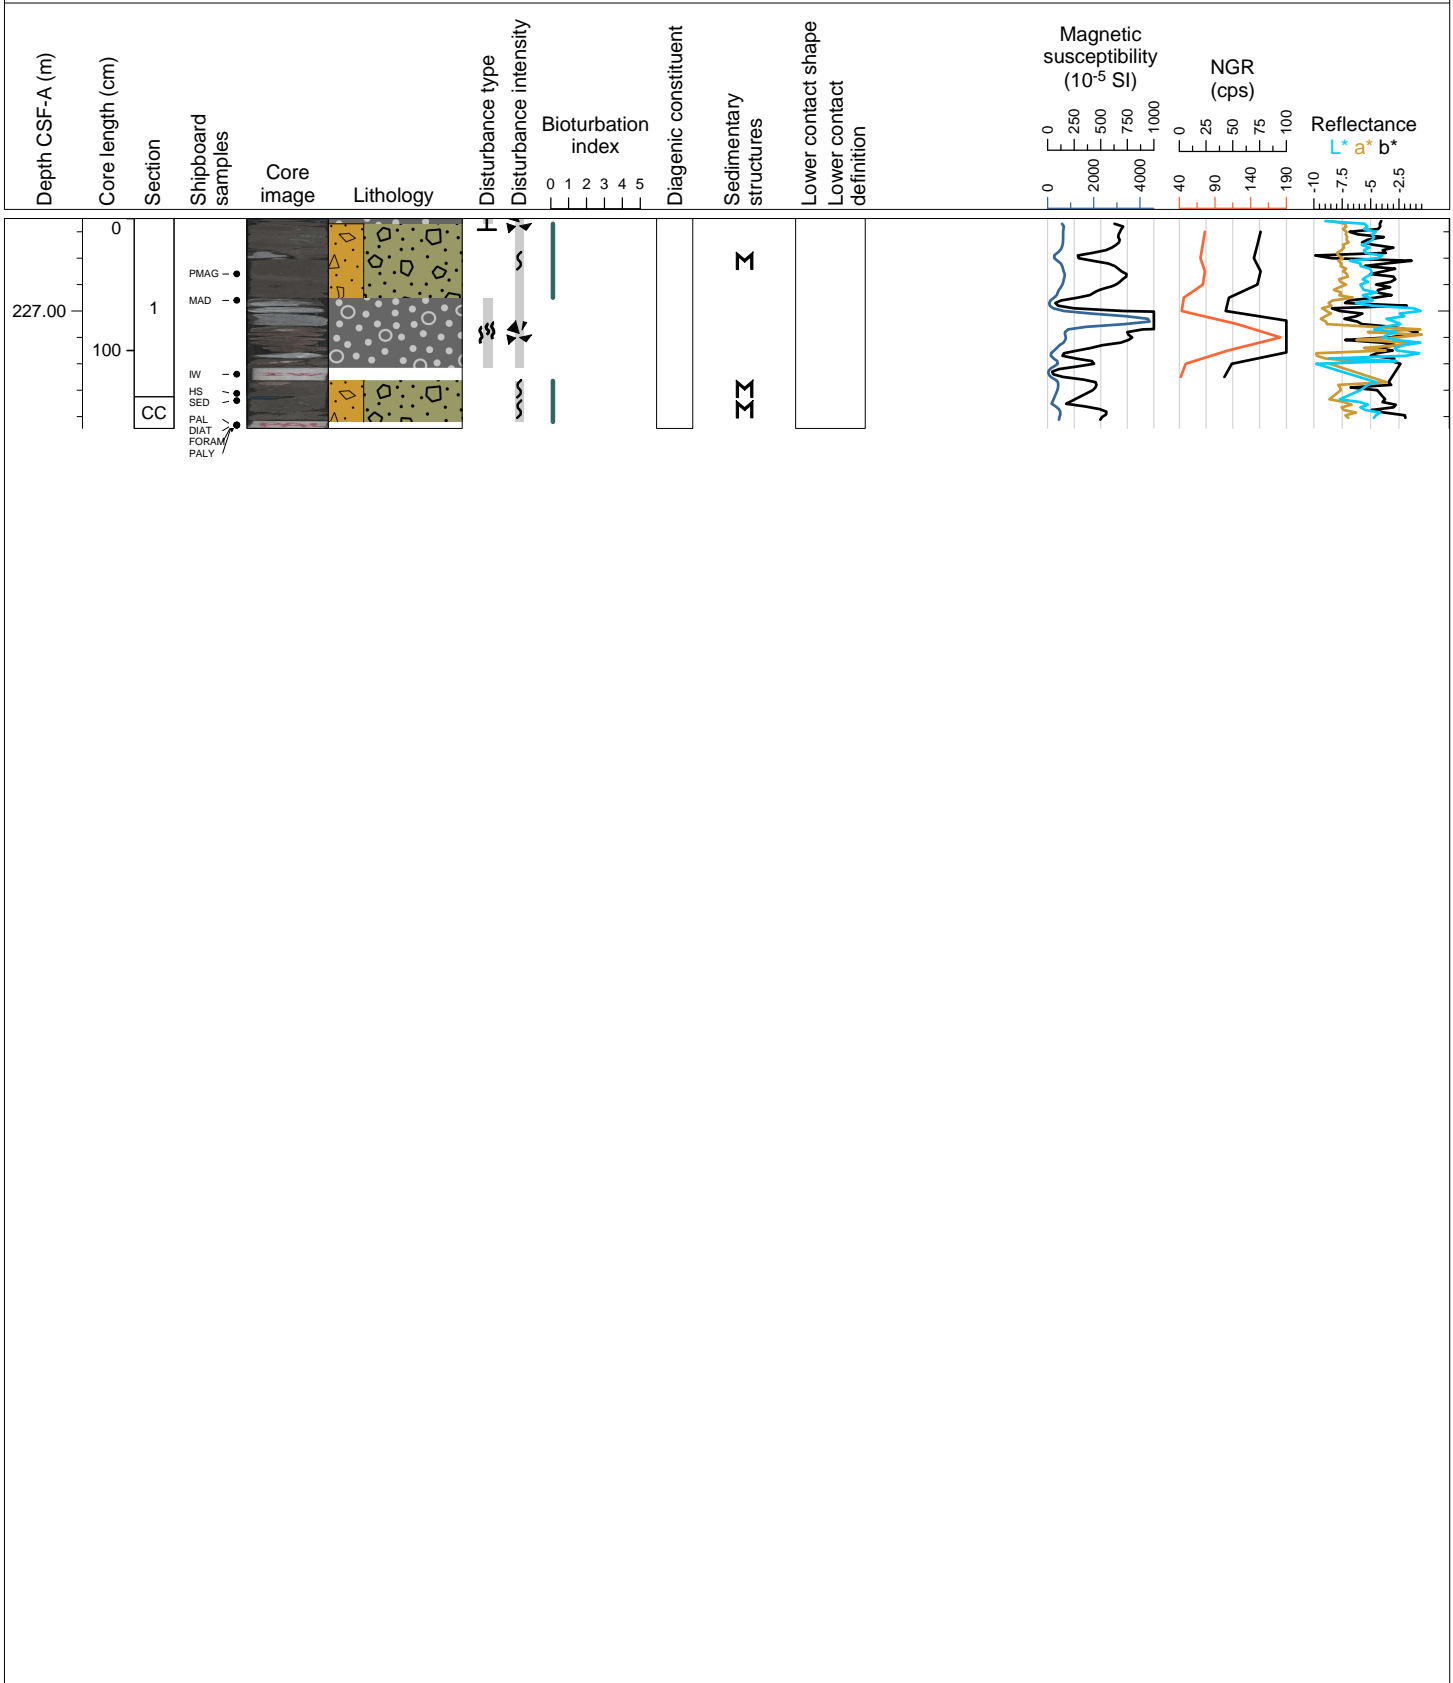 Depth CSF-A (m)
Core length (cm)
Section
Shipboard
samples
Core
image
Lithology
Disturbance type
Disturbance intensity
Bioturbation
index
0 1 2 3 4 5
Diagenic constituent
Sedimentary
structures
Lower contact shape
Lower contact
definition
Magnetic
susceptibility
(10-5 SI)
0 250 500 750 1000
0 2000 4000
NGR
(cps)
0 25 50 75 100
40 90 140 190
Reflectance
L* a* b*
-10 -7.5 -5 -2.5
0
PMAG
MAD
227.00
1
100
IW
HS
SED
CC
PAL
DIAT
FORAM
PALY